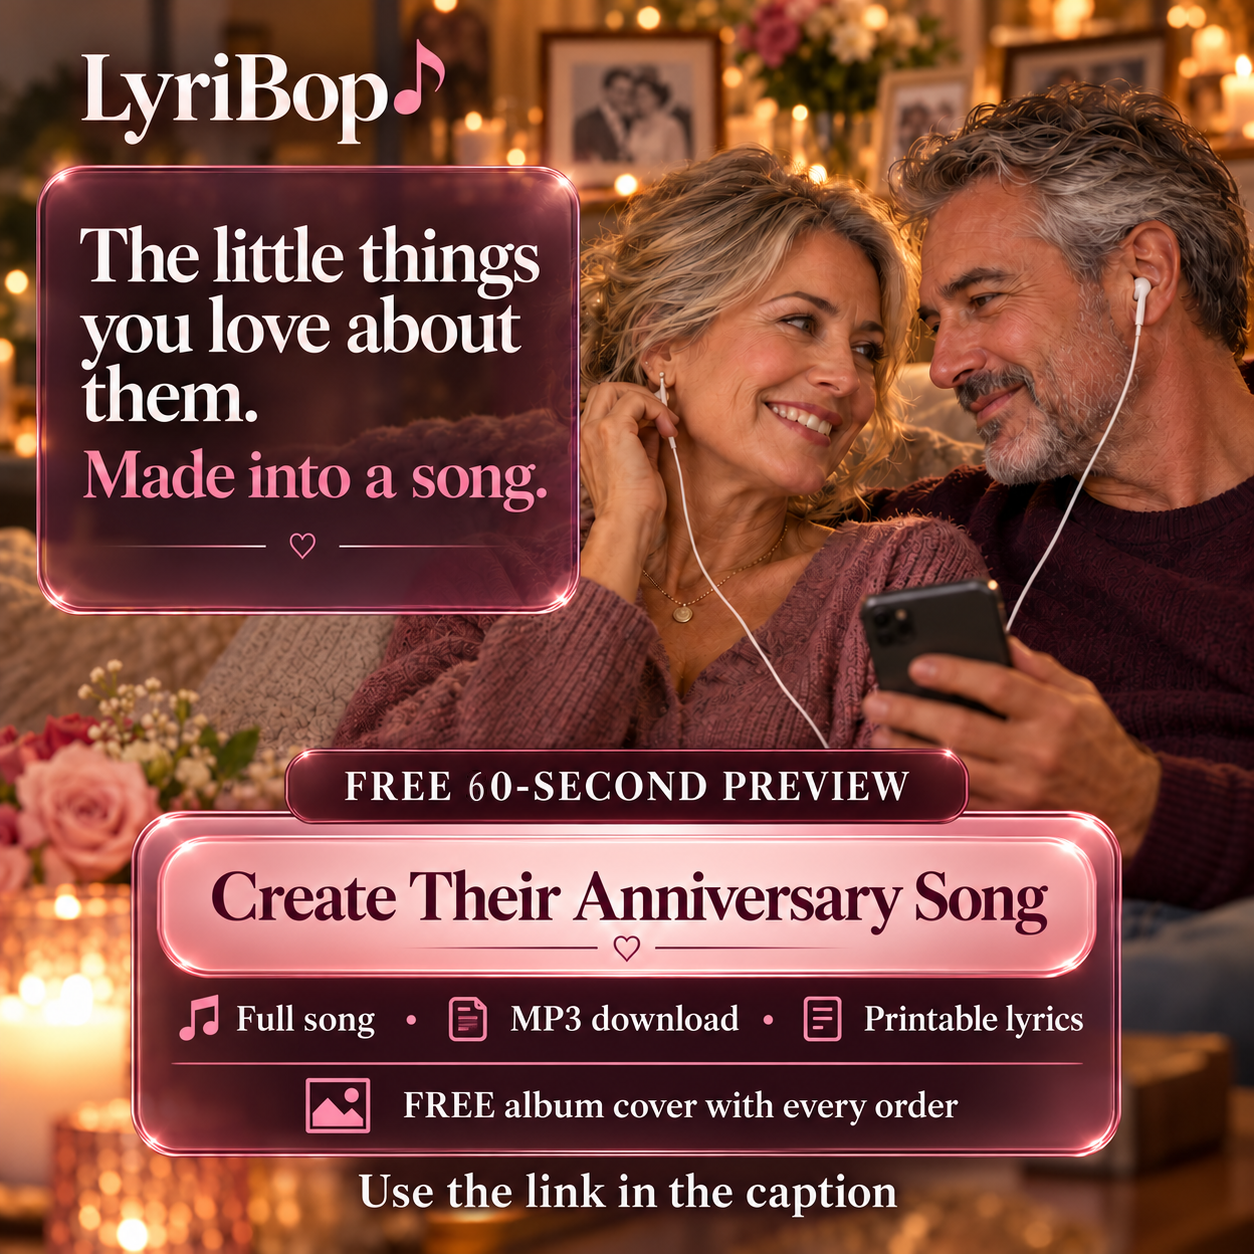 LyriBop
The little things
you love about
them.
Made into a song.
FREE 60-SECOND PREVIEW
Create Their Anniversary Song
Full song • MP3 download • Printable lyrics
FREE album cover with every order
Use the link in the caption